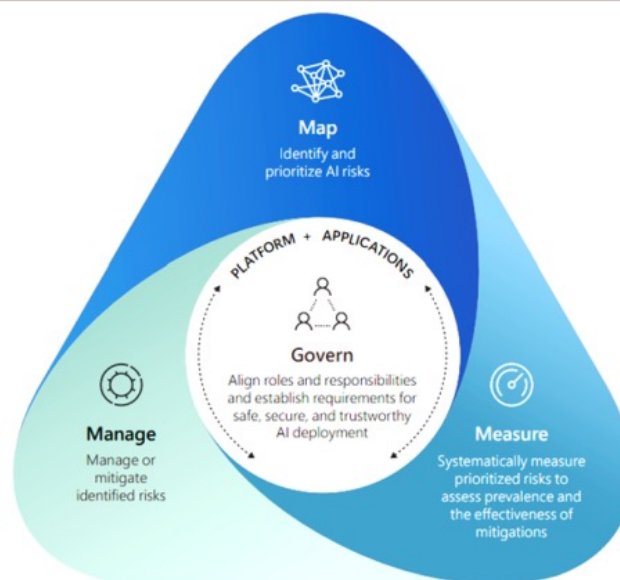 Map
Identify and
prioritize AI risks
PLATFORM + APPLICATIONS
Govern
Align roles and responsibilities
and establish requirements for
safe, secure, and trustworthy
AI deployment
Manage
Manage or
mitigate
identified risks
Measure
Systematically measure
prioritized risks to
assess prevalence and
the effectiveness of
mitigations